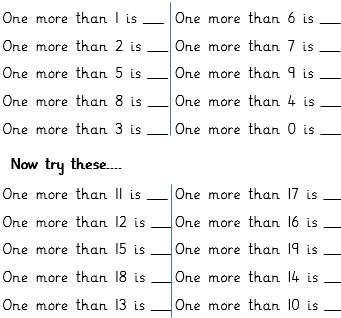 One more than 1 is ___
One more than 2 is ___
One more than 5 is ___
One more than 8 is ___
One more than 3 is ___
One more than 6 is ___
One more than 7 is ___
One more than 9 is ___
One more than 4 is ___
One more than 0 is ___
Now try these....
One more than 11 is ___
One more than 12 is ___
One more than 15 is ___
One more than 18 is ___
One more than 13 is ___
One more than 17 is ___
One more than 16 is ___
One more than 19 is ___
One more than 14 is ___
One more than 10 is ___